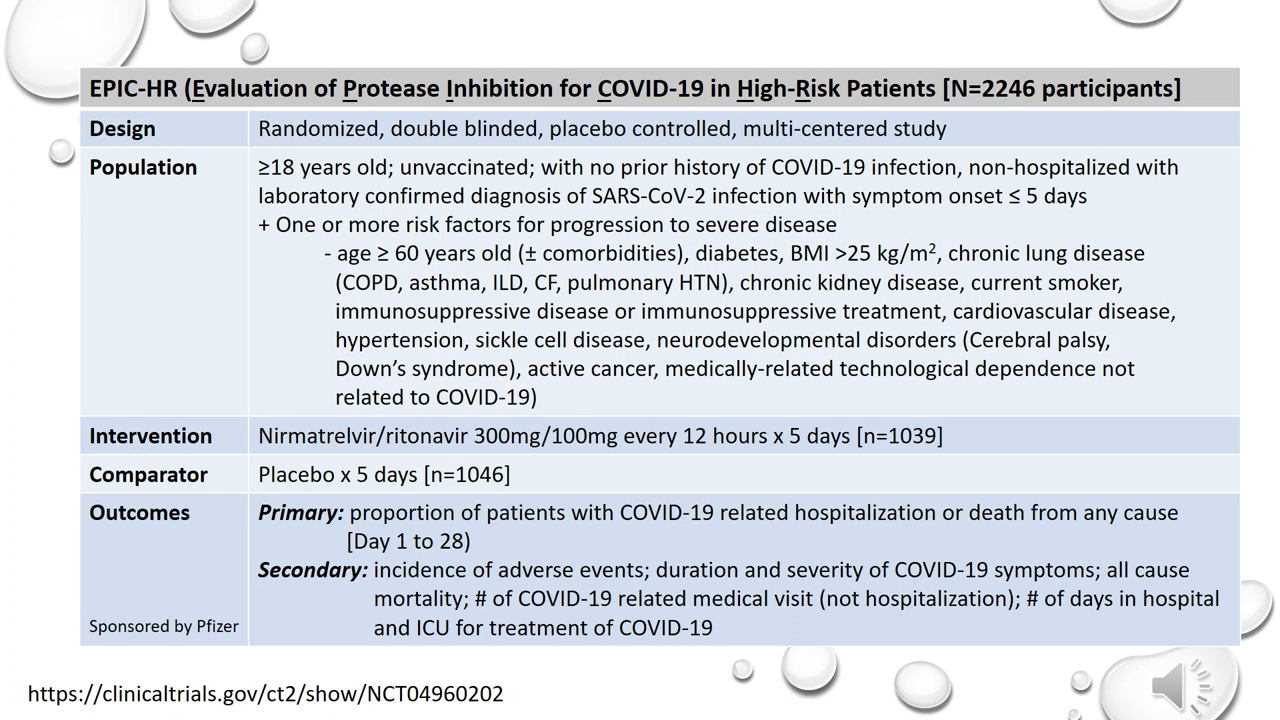 EPIC-HR (Evaluation of Protease Inhibition for COVID-19 in High-Risk Patients [N=2246 participants]
Design
Randomized, double blinded, placebo controlled, multi-centered study
Population
≥18 years old; unvaccinated; with no prior history of COVID-19 infection, non-hospitalized with
laboratory confirmed diagnosis of SARS-CoV-2 infection with symptom onset ≤ 5 days
+ One or more risk factors for progression to severe disease
- age ≥ 60 years old (± comorbidities), diabetes, BMI >25 kg/m², chronic lung disease
(COPD, asthma, ILD, CF, pulmonary HTN), chronic kidney disease, current smoker,
immunosuppressive disease or immunosuppressive treatment, cardiovascular disease,
hypertension, sickle cell disease, neurodevelopmental disorders (Cerebral palsy,
Down's syndrome), active cancer, medically-related technological dependence not
related to COVID-19)
Intervention
Nirmatrelvir/ritonavir 300mg/100mg every 12 hours x 5 days [n=1039]
Comparator
Placebo x 5 days [n=1046]
Outcomes
Primary: proportion of patients with COVID-19 related hospitalization or death from any cause
[Day 1 to 28)
Secondary: incidence of adverse events; duration and severity of COVID-19 symptoms; all cause
mortality; # of COVID-19 related medical visit (not hospitalization); # of days in hospital
and ICU for treatment of COVID-19
Sponsored by Pfizer
https://clinicaltrials.gov/ct2/show/NCT04960202